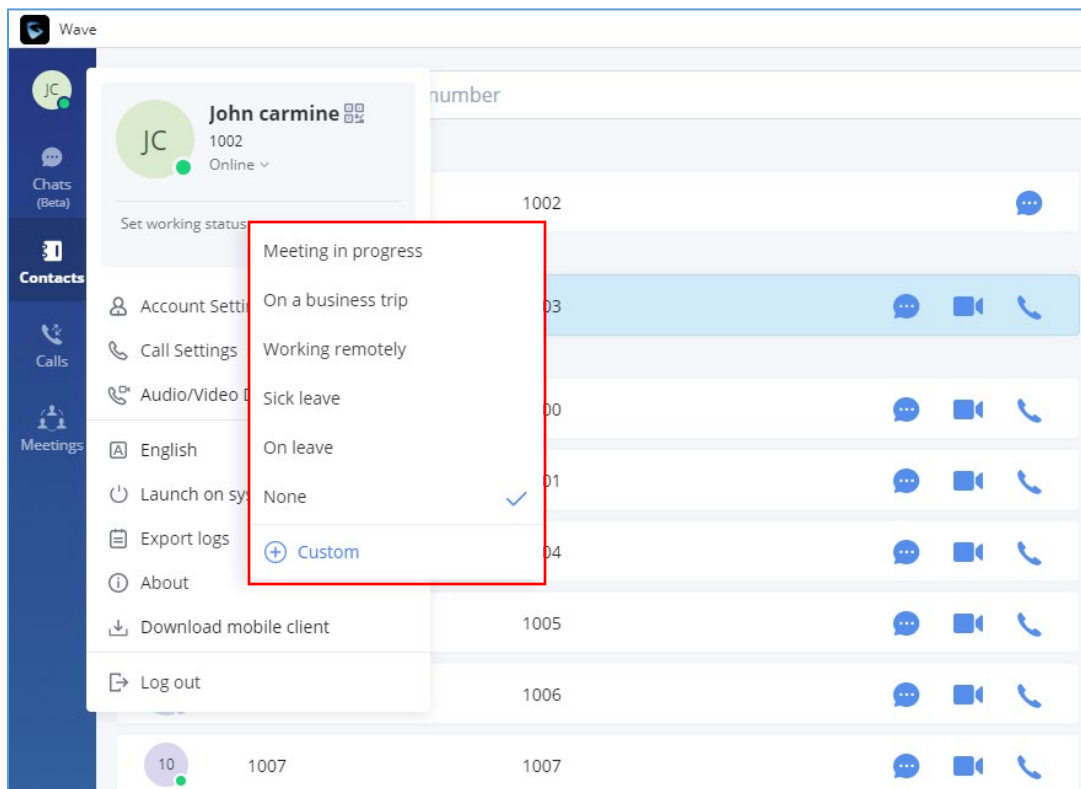 Wave
JC
Chats
(Beta)
Contacts
Calls
Meetings
JC
John carmine
1002
Online
Set working status
Account
Call Settings
Audio/Video
English
Launch on
Export logs
About
Download mobile client
Log out
Meeting in progress
On a business trip
Working remotely
Sick leave
On leave
None
Custom
number
1002
03
00
01
04
1005
1006
10
1007
1007